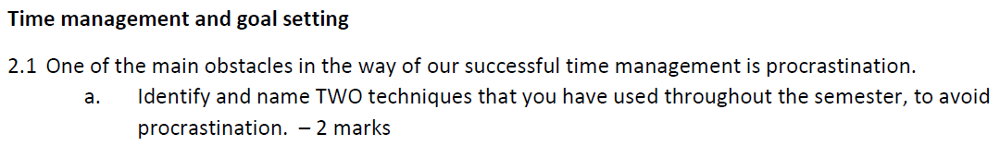 Time management and goal setting
2.1 One of the main obstacles in the way of our successful time management is procrastination.
a. Identify and name TWO techniques that you have used throughout the semester, to avoid
procrastination. – 2 marks